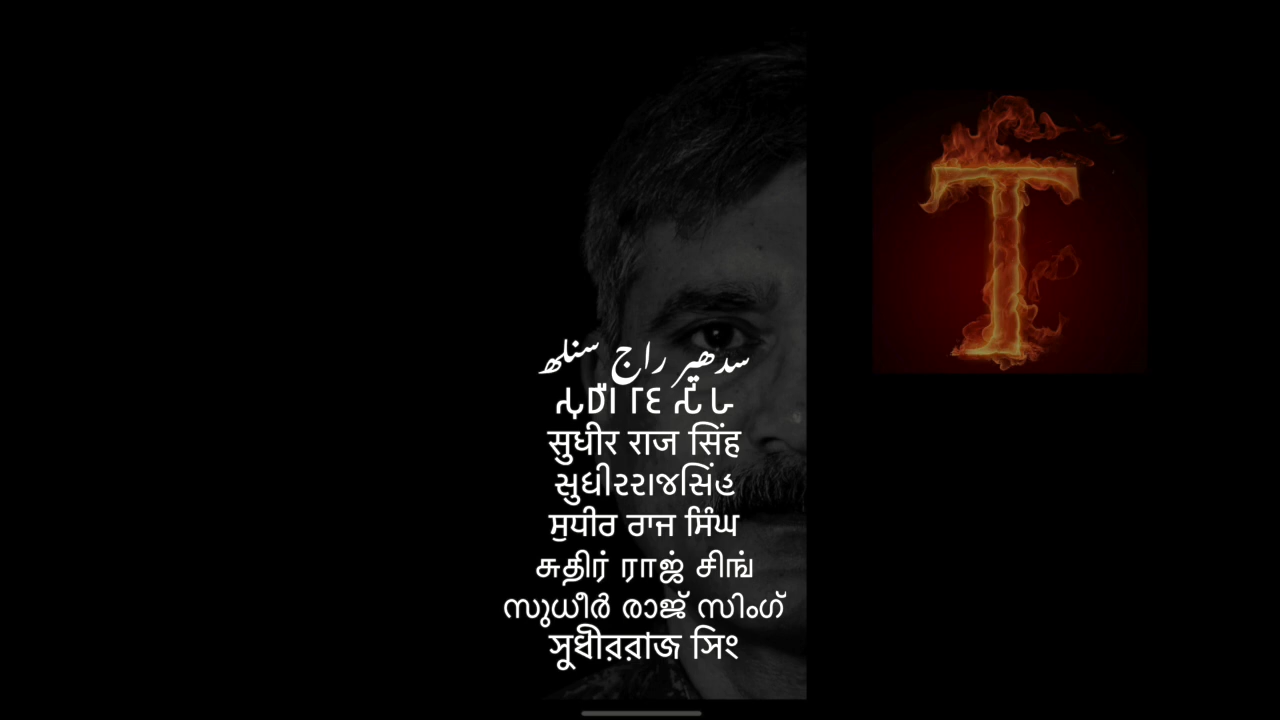 T
سدھیر راج سنلھ
सुधीर राज सिंह
સુધીરરાજસિંહ
ਸੁਧੀਰ ਰਾਜ ਸਿੰਘ
சுதிர் ராஜ் சிங்
സുധീർ രാജ് സിംഗ്
সুধীররাজ সিং